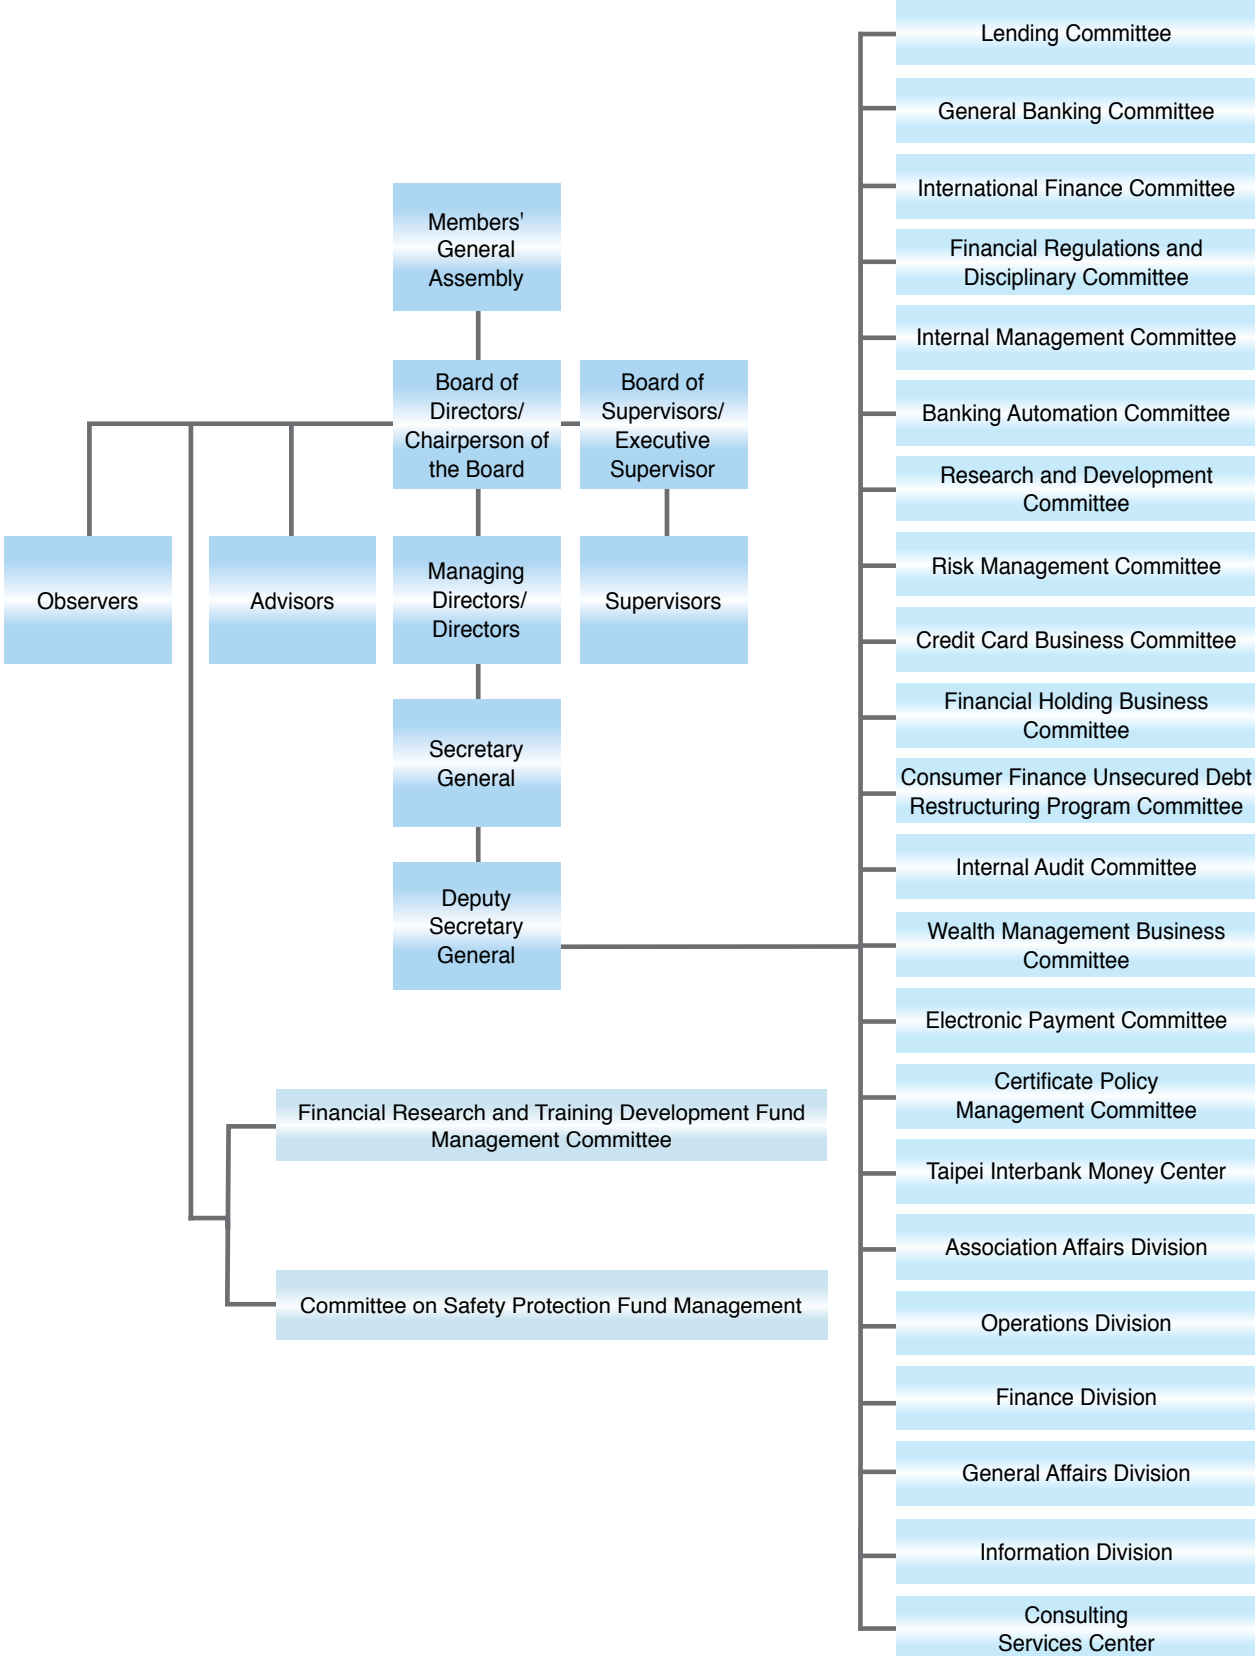 Members'
General
Assembly
Board of
Directors/
Chairperson of
the Board
Board of
Supervisors/
Executive
Supervisor
Observers
Advisors
Managing
Directors/
Directors
Supervisors
Secretary
General
Deputy
Secretary
General
Financial Research and Training Development Fund
Management Committee
Committee on Safety Protection Fund Management
Lending Committee
General Banking Committee
International Finance Committee
Financial Regulations and
Disciplinary Committee
Internal Management Committee
Banking Automation Committee
Research and Development
Committee
Risk Management Committee
Credit Card Business Committee
Financial Holding Business
Committee
Consumer Finance Unsecured Debt
Restructuring Program Committee
Internal Audit Committee
Wealth Management Business
Committee
Electronic Payment Committee
Certificate Policy
Management Committee
Taipei Interbank Money Center
Association Affairs Division
Operations Division
Finance Division
General Affairs Division
Information Division
Consulting
Services Center